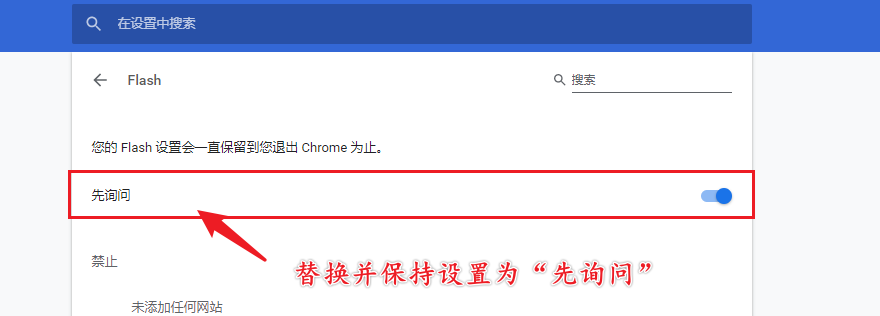 在设置中搜索
Flash
搜索
您的 Flash 设置会一直保留到您退出 Chrome 为止。
先询问
禁止
替换并保持设置为“先询问”
未添加任何网站